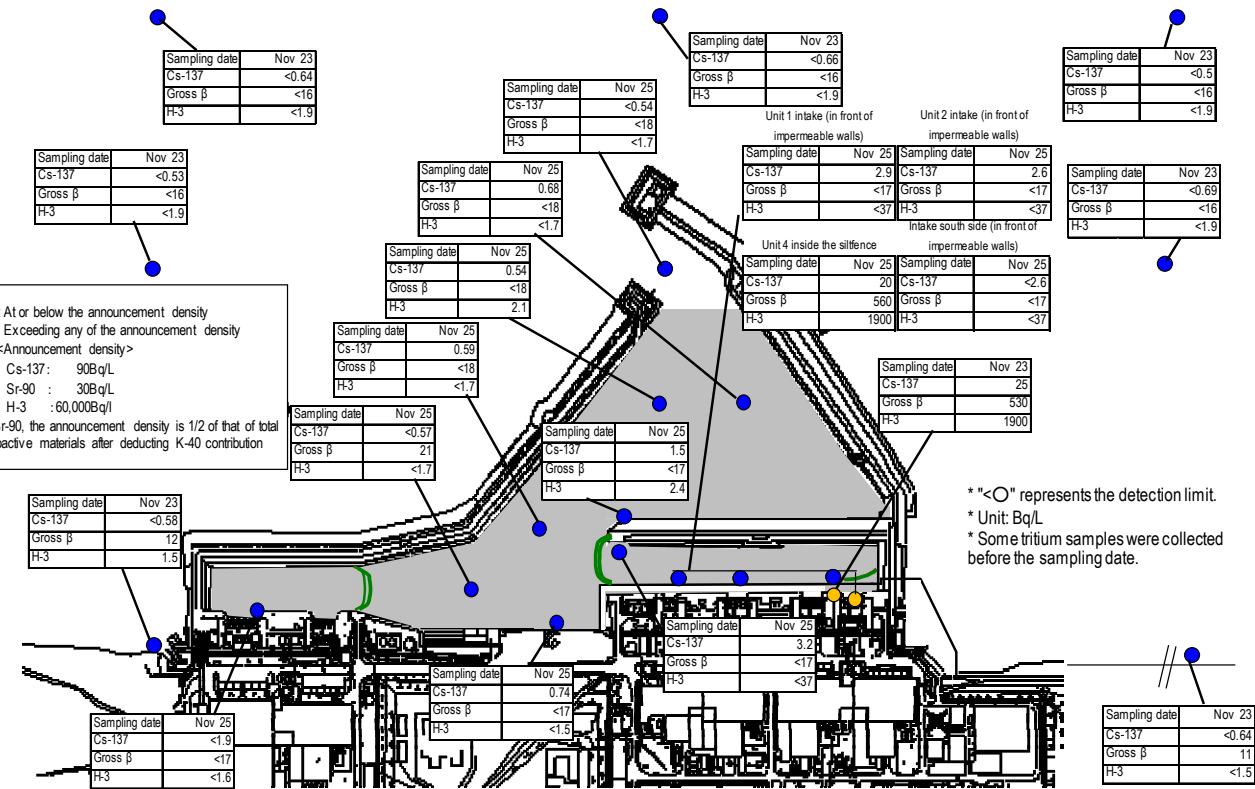 Sampling date Nov 23
Cs-137 <0.64
Gross β <16
H-3 <1.9
Sampling date Nov 23
Cs-137 <0.66
Gross β <16
H-3 <1.9
Sampling date Nov 23
Cs-137 <0.5
Gross β <16
H-3 <1.9
Sampling date Nov 25
Cs-137 <0.54
Gross β <18
H-3 <1.7
Sampling date Nov 23
Cs-137 <0.53
Gross β <16
H-3 <1.9
Sampling date Nov 25
Cs-137 0.68
Gross β <18
H-3 <1.7
Unit 1 intake (in front of
impermeable walls)
Sampling date Nov 25
Cs-137 2.9
Gross β <17
H-3 <37
Unit 2 intake (in front of
impermeable walls)
Sampling date Nov 25
Cs-137 2.6
Gross β <17
H-3 <37
Sampling date Nov 23
Cs-137 <0.69
Gross β <16
H-3 <1.9
Unit 4 inside the siltfence
Sampling date Nov 25
Cs-137 20
Gross β 560
H-3 1900
Intake south side (in front of
impermeable walls)
Sampling date Nov 25
Cs-137 <2.6
Gross β <17
H-3 <37
Sampling date Nov 25
Cs-137 0.54
Gross β <18
H-3 2.1
: At or below the announcement density
Exceeding any of the announcement density
<Announcement density>
Cs-137: 90Bq/L
Sr-90 : 30Bq/L
H-3 :60,000Bq/l
r-90, the announcement density is 1/2 of that of total
active materials after deducting K-40 contribution
Sampling date Nov 25
Cs-137 0.59
Gross β <18
H-3 <1.7
Sampling date Nov 25
Cs-137 <0.57
Gross β 21
H-3 <1.7
Sampling date Nov 25
Cs-137 1.5
Gross β <17
H-3 2.4
Sampling date Nov 23
Cs-137 25
Gross β 530
H-3 1900
* "<○" represents the detection limit.
* Unit: Bq/L
* Some tritium samples were collected
before the sampling date.
Sampling date Nov 23
Cs-137 <0.58
Gross β 12
H-3 1.5
Sampling date Nov 25
Cs-137 3.2
Gross β <17
H-3 <37
Sampling date Nov 25
Cs-137 0.74
Gross β <17
H-3 <1.5
Sampling date Nov 25
Cs-137 <1.9
Gross β <17
H-3 <1.6
Sampling date Nov 23
Cs-137 <0.64
Gross β 11
H-3 <1.5